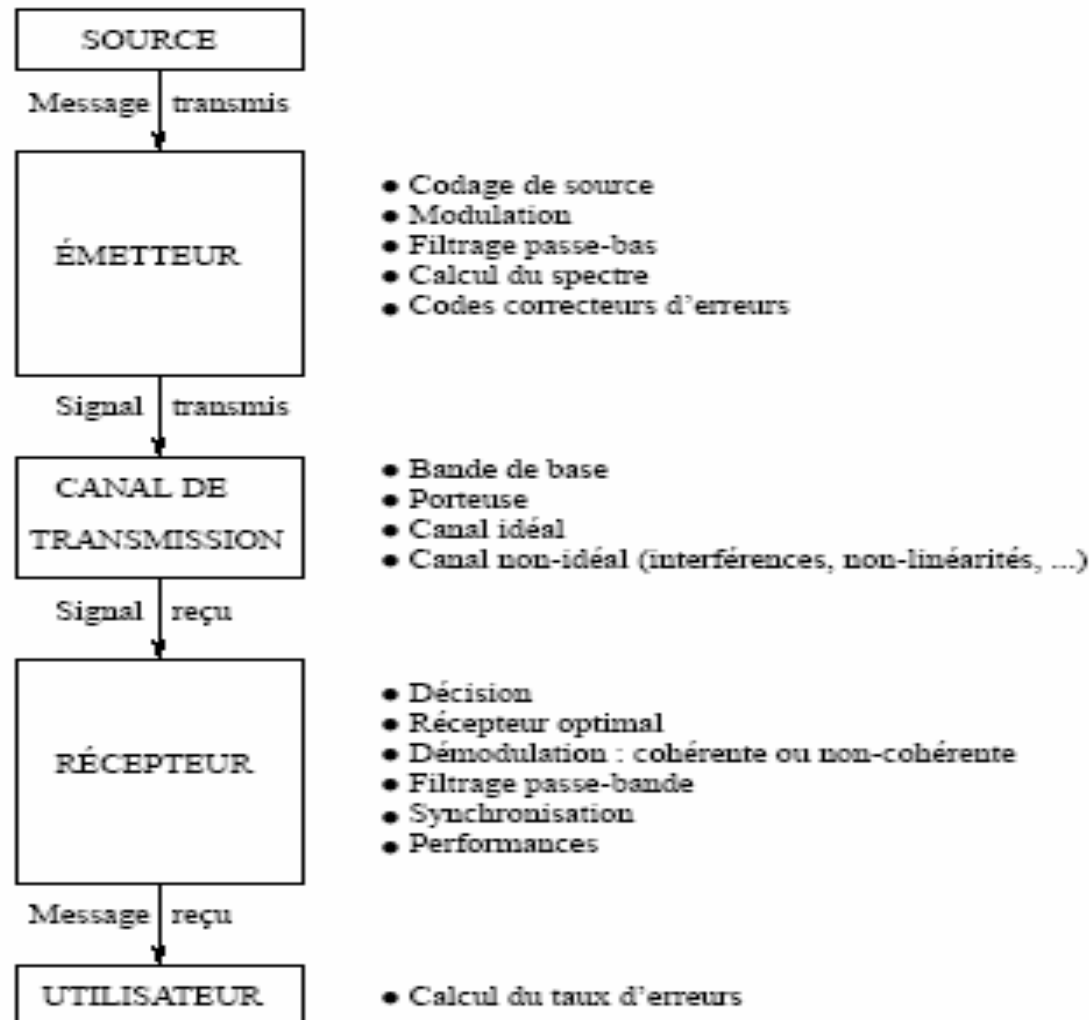 SOURCE
Message transmis
ÉMETTEUR
• Codage de source
• Modulation
• Filtrage passe-bas
• Calcul du spectre
• Codes correcteurs d'erreurs
Signal transmis
CANAL DE
TRANSMISSION
• Bande de base
• Porteuse
• Canal idéal
• Canal non-idéal (interférences, non-linéarités, ...)
Signal reçu
RÉCEPTEUR
• Décision
• Récepteur optimal
• Démodulation : cohérente ou non-cohérente
• Filtrage passe-bande
• Synchronisation
• Performances
Message reçu
UTILISATEUR
• Calcul du taux d'erreurs